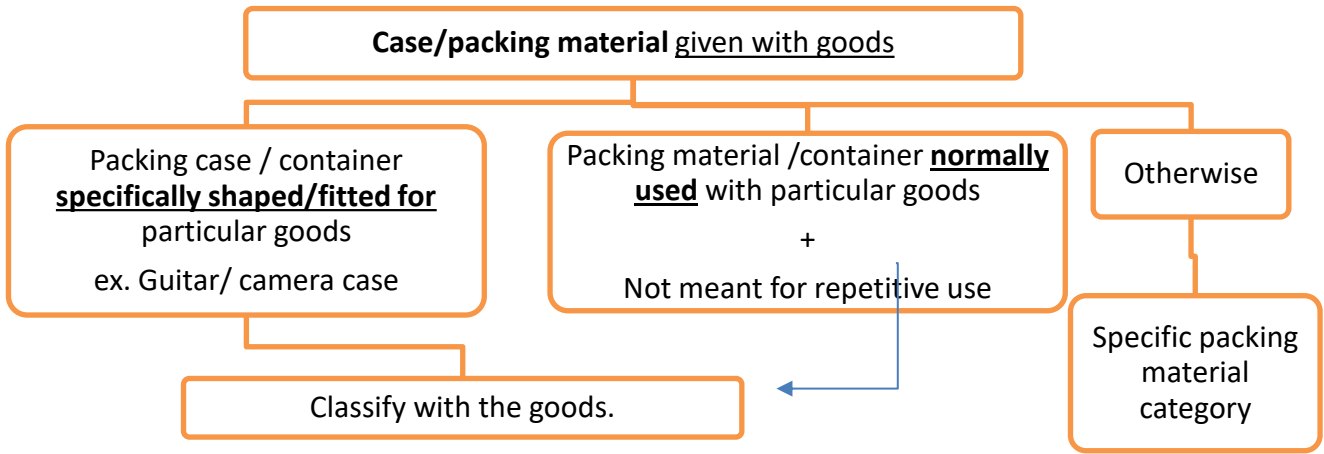 Case/packing material given with goods
Packing case / container
specifically shaped/fitted for
particular goods
ex. Guitar/ camera case
Packing material /container normally
used with particular goods
+
Not meant for repetitive use
Otherwise
Classify with the goods.
Specific packing
material
category